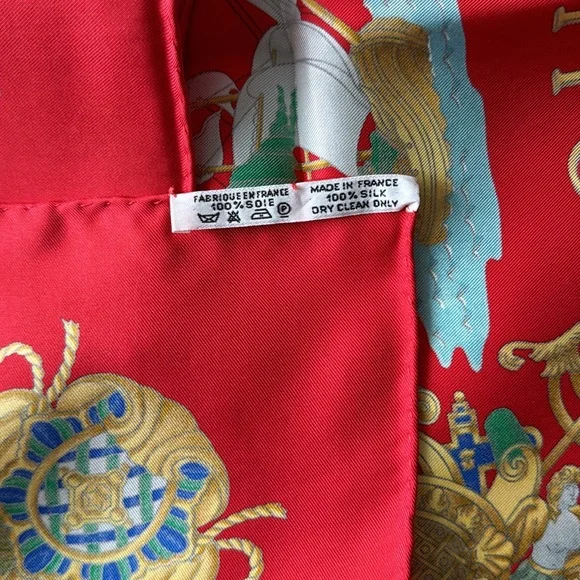 FABRIQUE EN FRANCE
100% SOIE
P
MADE IN FRANCE
100% SILK
DRY CLEAN ONLY